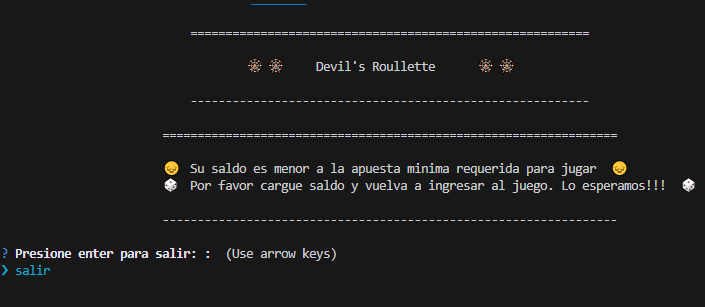 =========================================================
🎡 🎡 Devil's Roullette 🎡 🎡
---------------------------------------------------------
=================================================================
😞 Su saldo es menor a la apuesta minima requerida para jugar 😞
🎲 Por favor cargue saldo y vuelva a ingresar al juego. Lo esperamos!!! 🎲
-----------------------------------------------------------------
? Presione enter para salir: : (Use arrow keys)
❯ salir